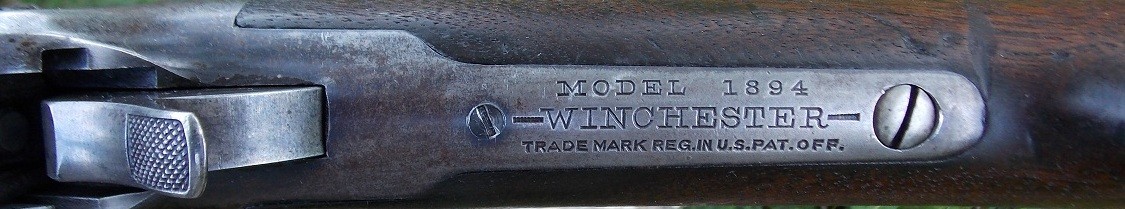 MODEL 1894
-WINCHESTER-
TRADE MARK REG. IN U.S. PAT. OFF.